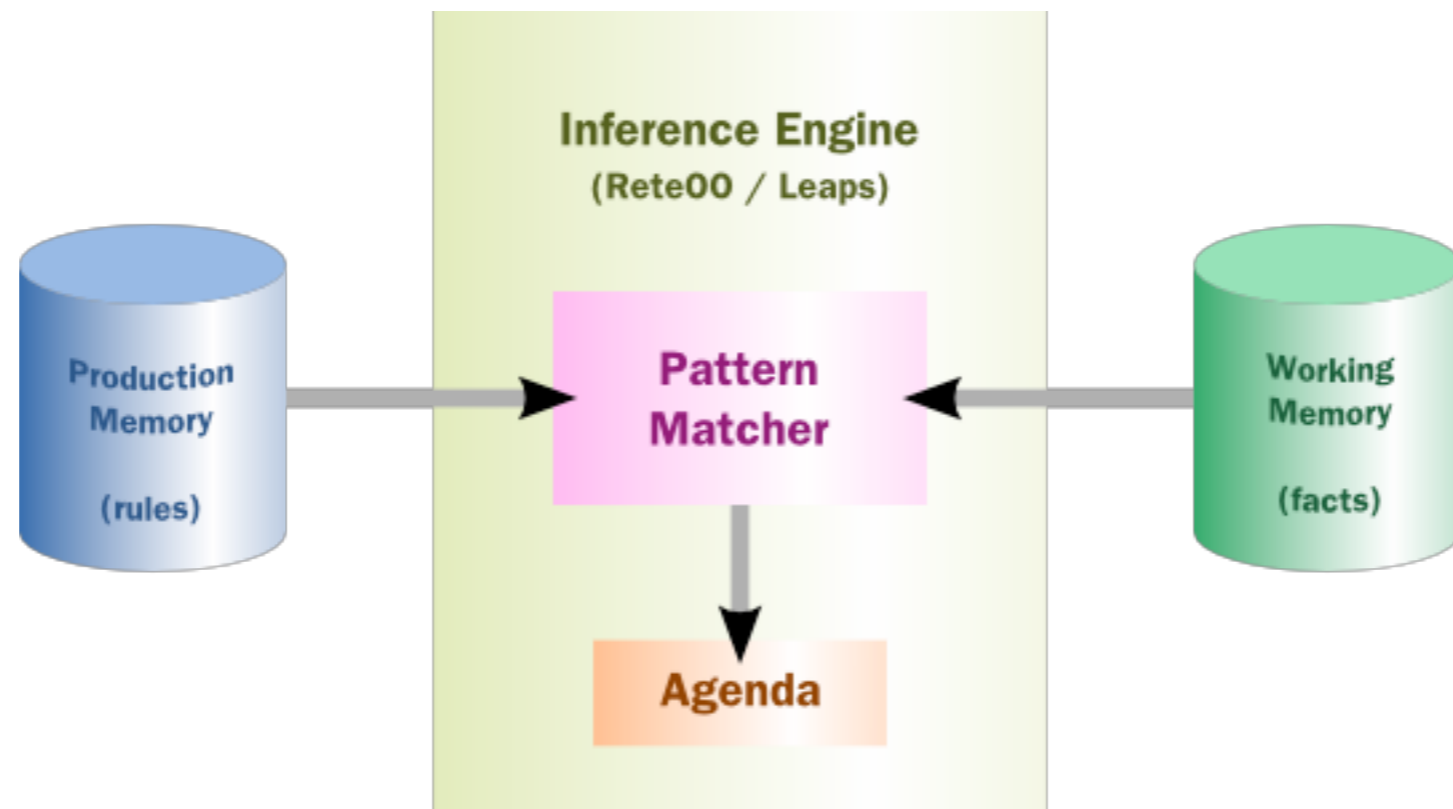 Inference Engine
(ReteOO / Leaps)
Production
Memory
(rules)
Pattern
Matcher
Working
Memory
(facts)
Agenda